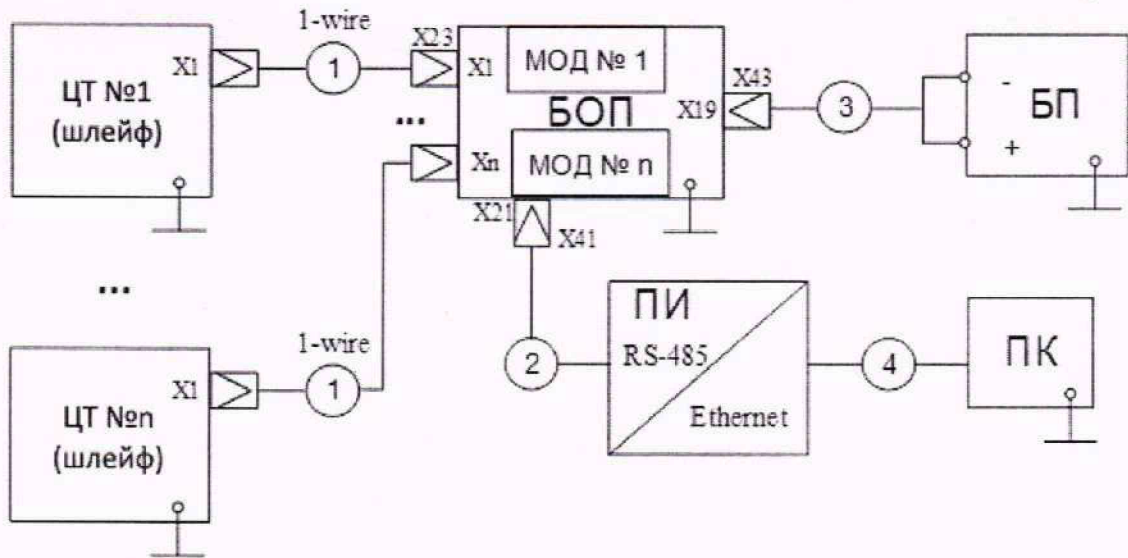 1-wire
ЦТ №1
(шлейф)
X1
1
X23
X1
МОД № 1
БОП
МОД № n
...
Xn
X19
X43
3
-
+
БП
X21
X41
...
1-wire
ЦТ №n
(шлейф)
X1
1
2
ПИ
RS-485
Ethernet
4
ПК